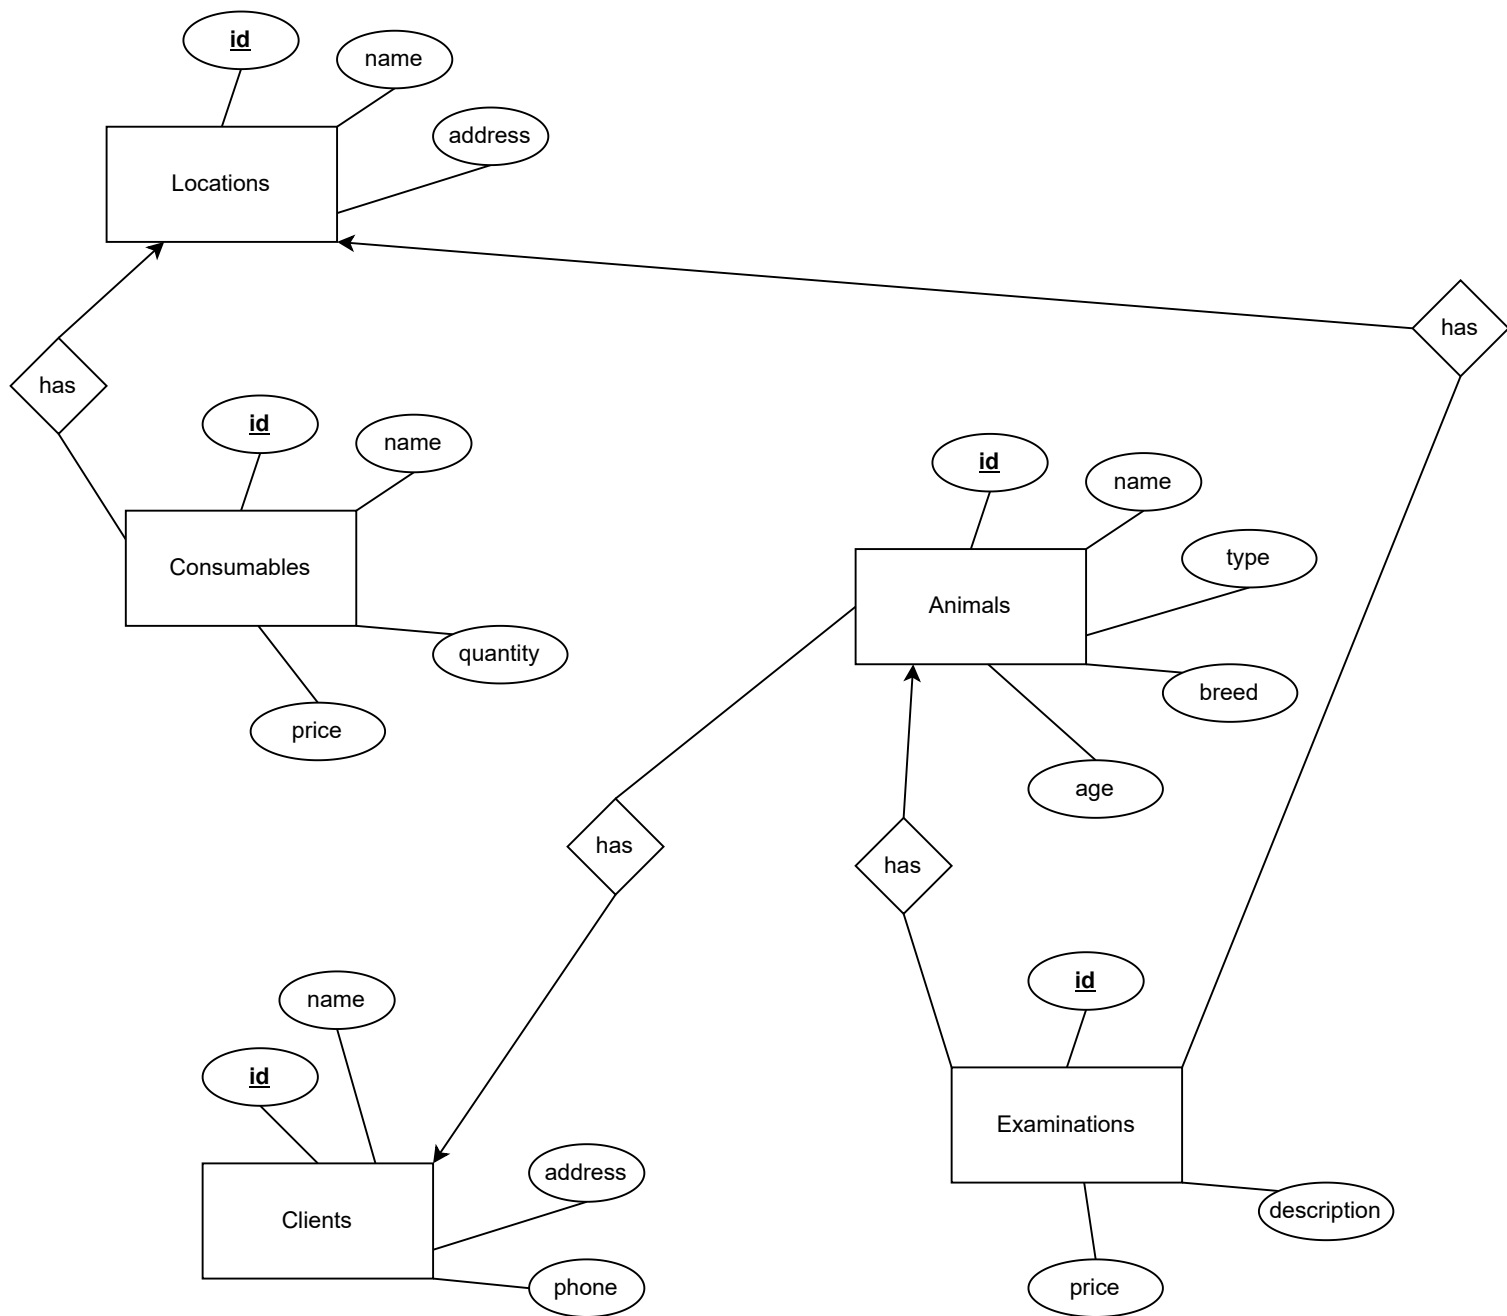 id
name
address
Locations
has
has
id
name
Consumables
quantity
price
id
name
type
Animals
breed
age
has
has
name
id
address
Clients
phone
id
Examinations
description
price